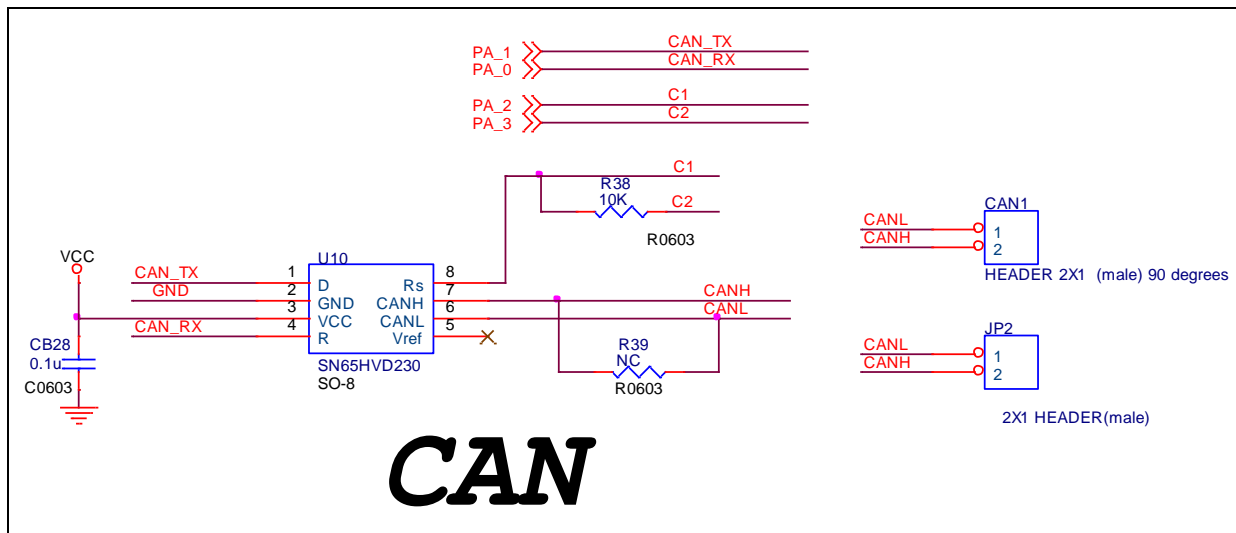 PA_1 CAN_TX
PA_0 CAN_RX
PA_2 C1
PA_3 C2
C1
R38
10K C2
R0603
VCC
CAN_TX 1 D U10 Rs 8
GND 2 GND CANH 7 CANH
3 VCC CANL 6 CANL
CAN_RX 4 R Vref 5
SN65HVD230
SO-8
CB28
0.1u
C0603
R39
NC
R0603
CAN1
CANL 1
CANH 2
HEADER 2X1 (male) 90 degrees
JP2
CANL 1
CANH 2
2X1 HEADER(male)
CAN